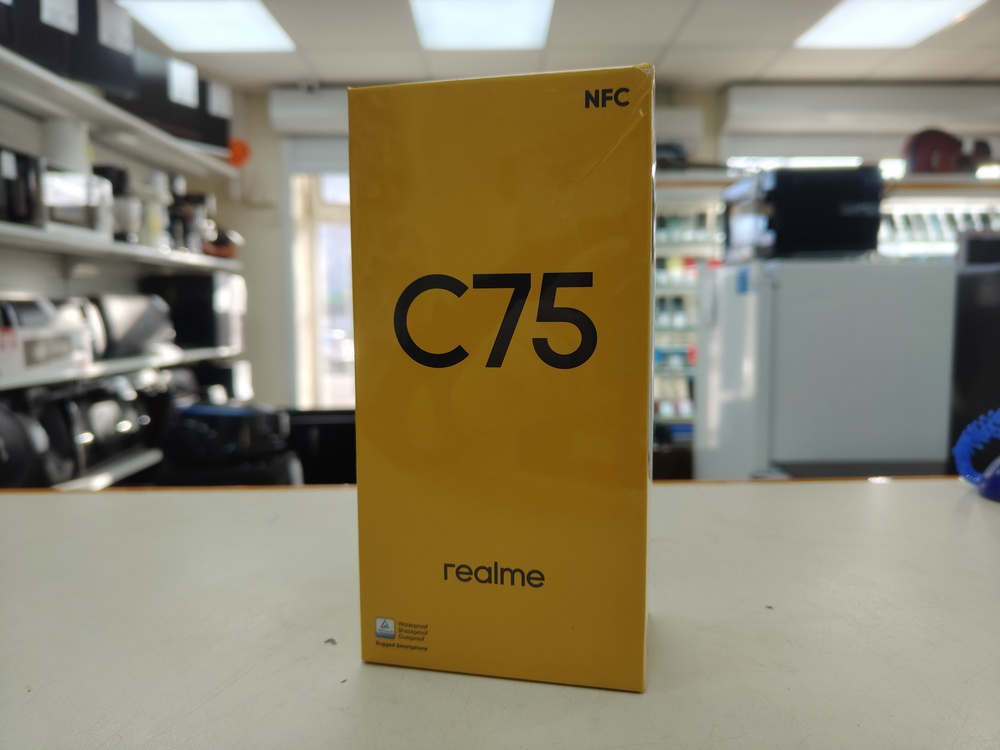 NFC
C75
realme
Waterproof
Shockproof
Dustproof
Rugged Smartphone